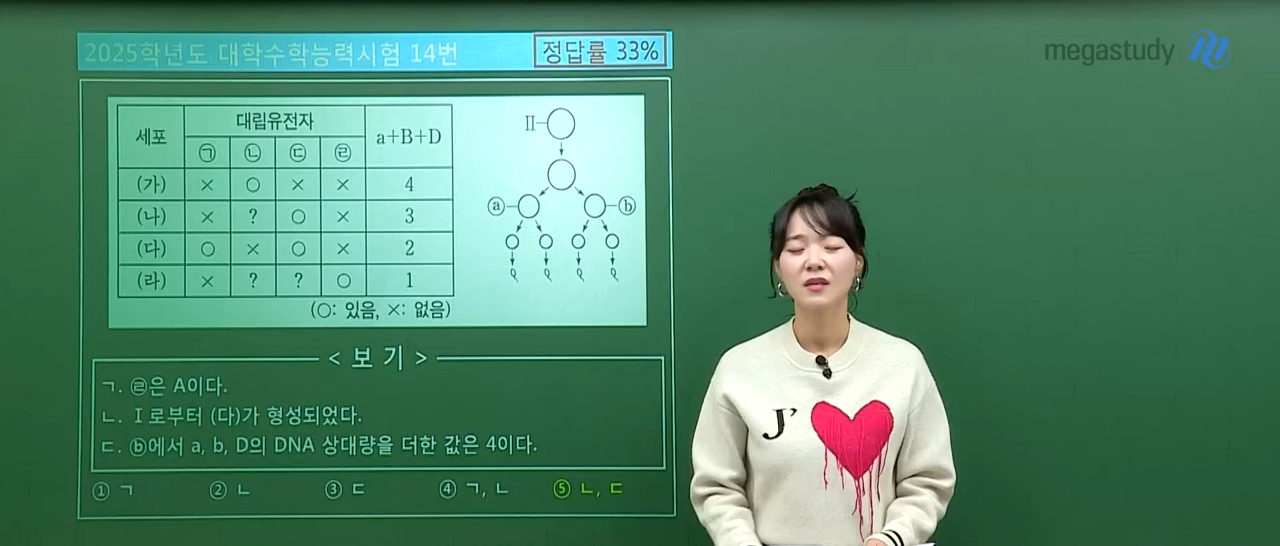 2025학년도 대학수학능력시험 14번
정답률 33%
megastudy
세포 대립유전자 a+B+D
㉠ ㉡ ㉢ ㉣
(가) × ○ × × 4
(나) × ? ○ × 3
(다) ○ × ○ × 2
(라) × ? ? ○ 1
(○: 있음, ×: 없음)
Ⅱ
ⓐ ⓑ
< 보 기 >
ㄱ. ㉣은 A이다.
ㄴ. Ⅰ로부터 (다)가 형성되었다.
ㄷ. ⓑ에서 a, b, D의 DNA 상대량을 더한 값은 4이다.
① ㄱ ② ㄴ ③ ㄷ ④ ㄱ, ㄴ ⑤ ㄴ, ㄷ
J'